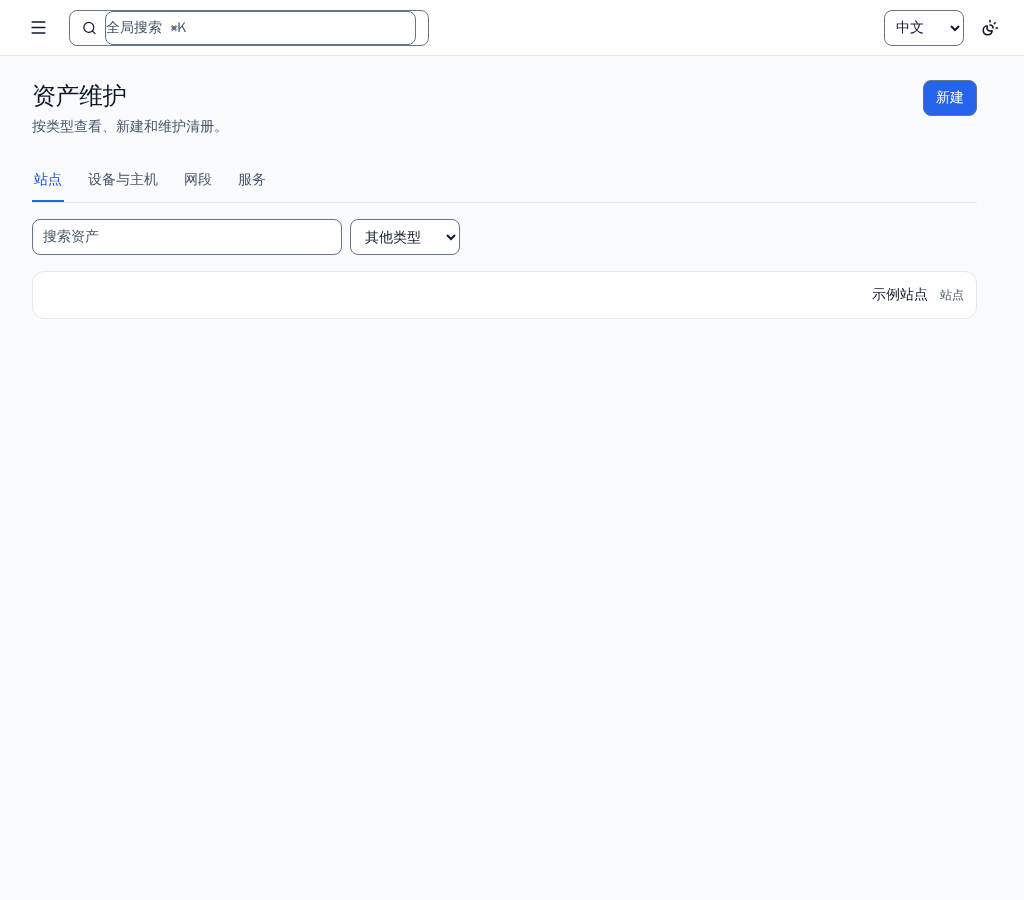 全局搜索 ⌘K
中文
资产维护
新建
按类型查看、新建和维护清册。
站点 设备与主机 网段 服务
搜索资产
其他类型
示例站点 站点